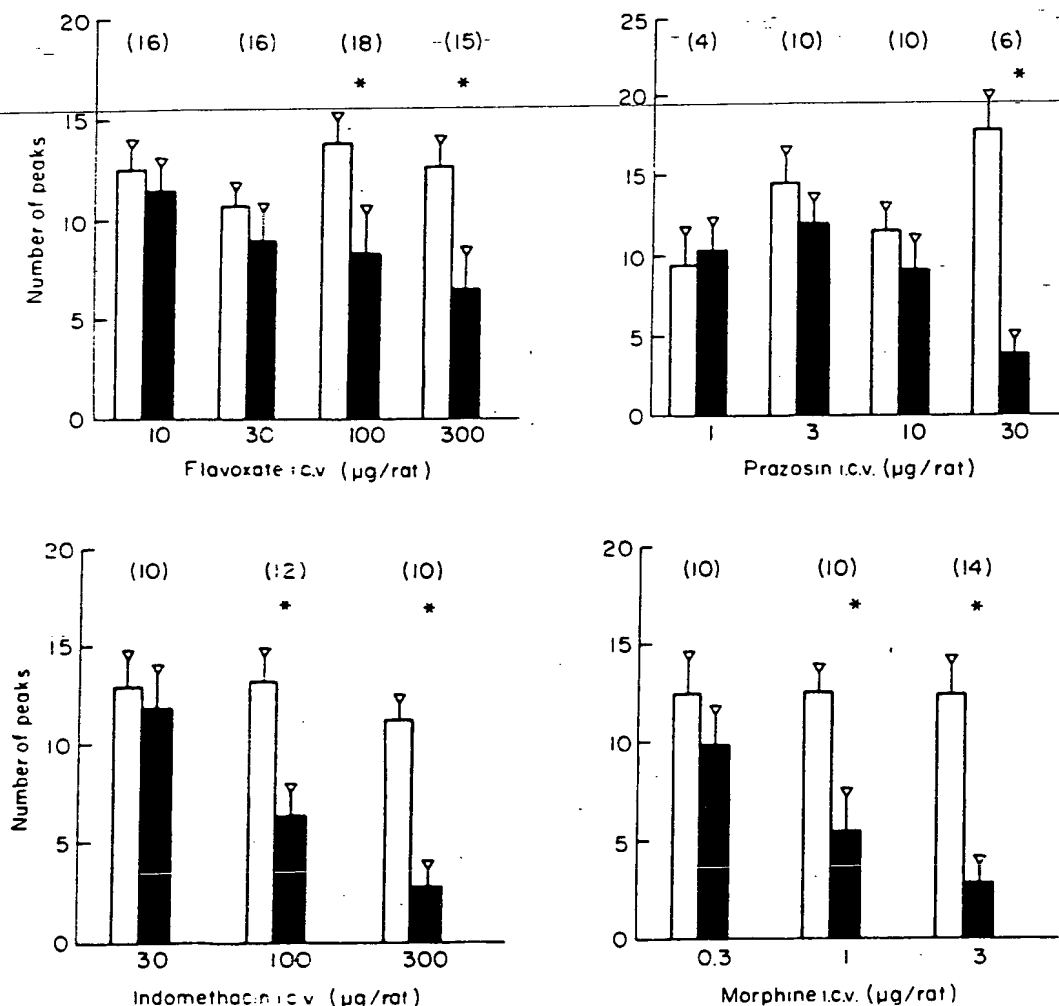 20
(16) (16) (18) (15)
* *
15
10
5
0
Number of peaks
10 30 100 300
Flavoxate i.c.v (µg/rat)
25
(4) (10) (10) (6)
*
20
15
10
5
0
1 3 10 30
Prazosin i.c.v. (µg/rat)
20
(10) (12) (10)
* *
15
10
5
0
Number of peaks
30 100 300
Indomethacin i.c.v (µg/rat)
20
(10) (10) (14)
* *
15
10
5
0
0.3 1 3
Morphine i.c.v. (µg/rat)